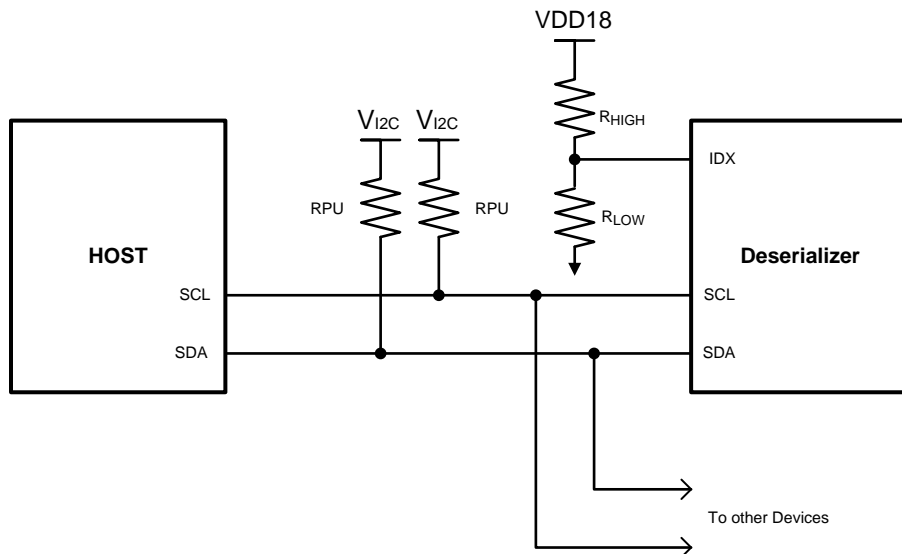 VDD18
RHIGH
VI2C VI2C
IDX
RPU RPU
RLOW
HOST
Deserializer
SCL SCL
SDA SDA
To other Devices